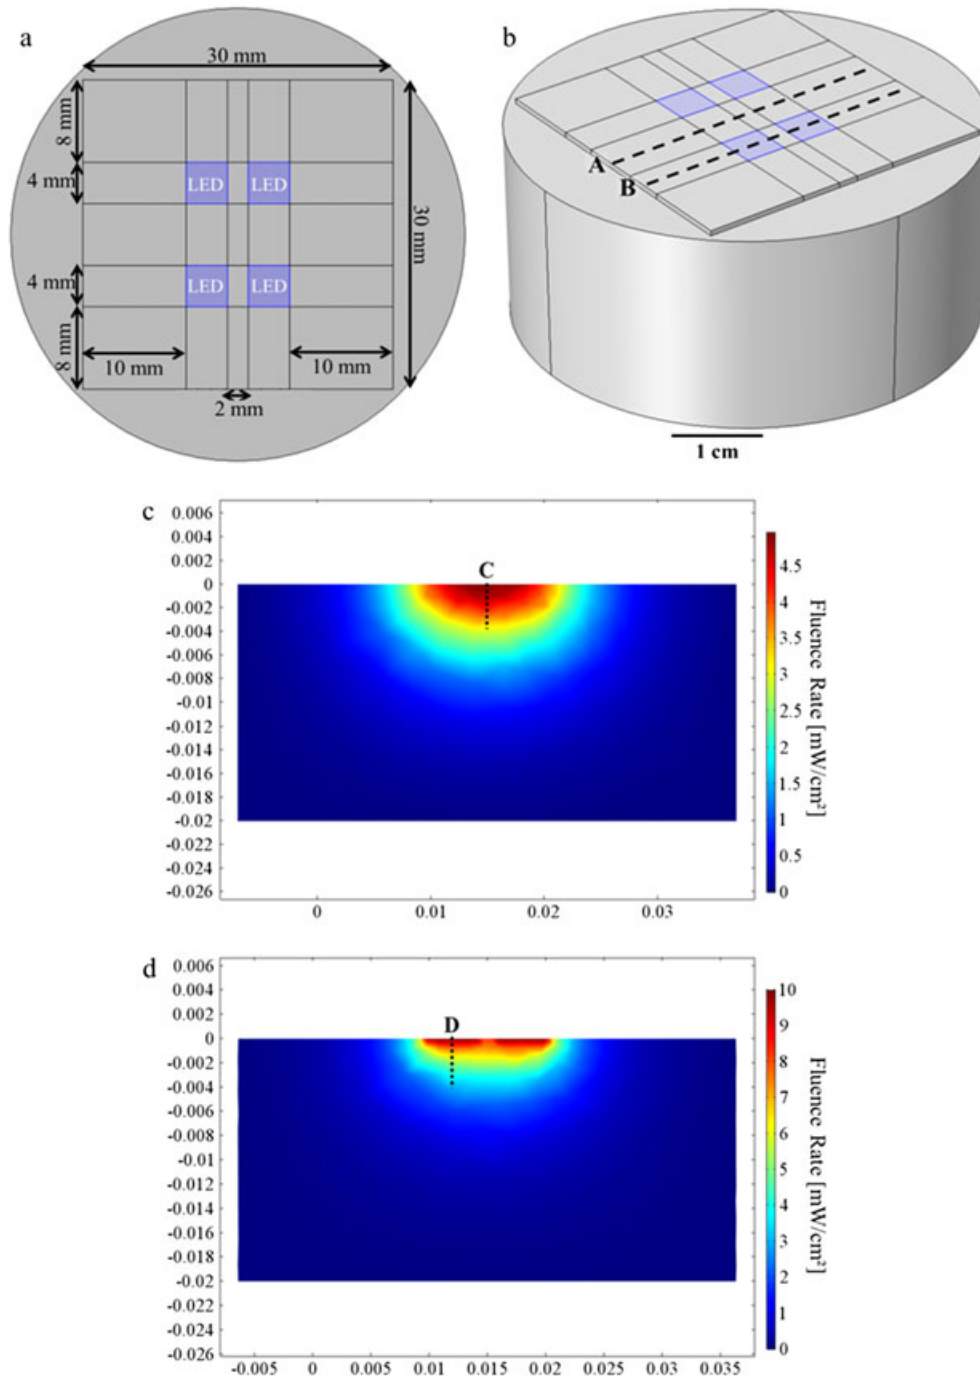 a
30 mm
8 mm
4 mm
LED LED
30 mm
4 mm
LED LED
8 mm
10 mm 10 mm
2 mm
b
A
B
1 cm
c
0.006
0.004
0.002
0
-0.002
-0.004
-0.006
-0.008
-0.01
-0.012
-0.014
-0.016
-0.018
-0.02
-0.022
-0.024
-0.026
0 0.01 0.02 0.03
C
4.5
4
3.5
3
2.5
2
1.5
1
0.5
0
Fluence Rate [mW/cm²]
d
0.006
0.004
0.002
0
-0.002
-0.004
-0.006
-0.008
-0.01
-0.012
-0.014
-0.016
-0.018
-0.02
-0.022
-0.024
-0.026
-0.005 0 0.005 0.01 0.015 0.02 0.025 0.03 0.035
D
10
9
8
7
6
5
4
3
2
1
0
Fluence Rate [mW/cm²]